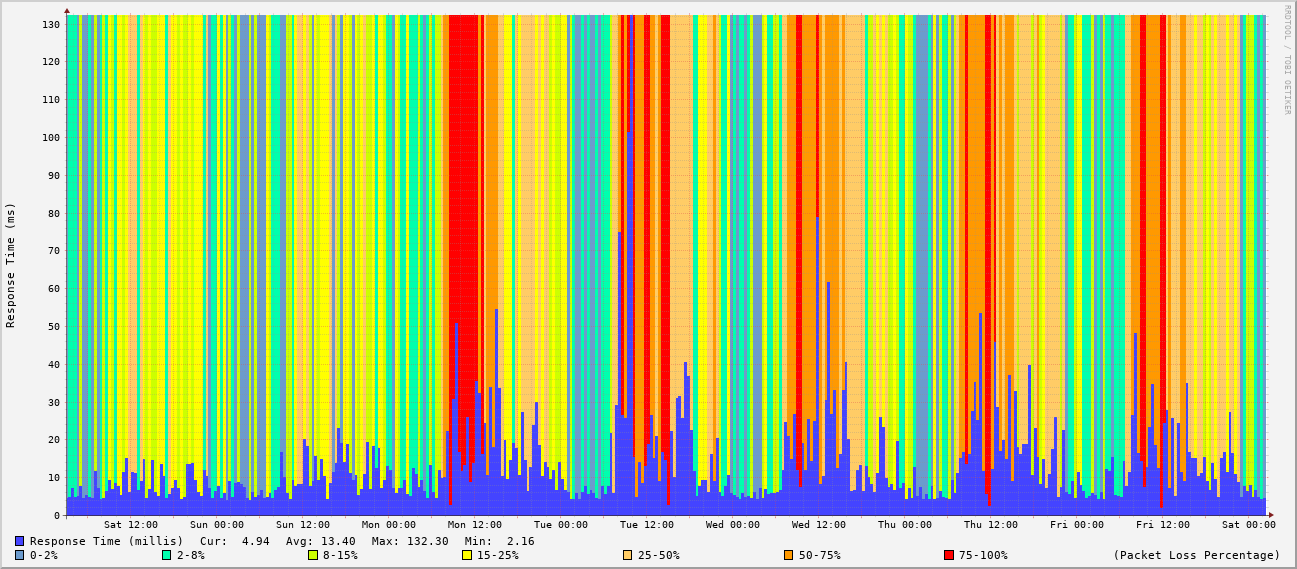 RRDTOOL / TOBI OETIKER
Response Time (ms)
130
120
110
100
90
80
70
60
50
40
30
20
10
0
Sat 12:00 Sun 00:00 Sun 12:00 Mon 00:00 Mon 12:00 Tue 00:00 Tue 12:00 Wed 00:00 Wed 12:00 Thu 00:00 Thu 12:00 Fri 00:00 Fri 12:00 Sat 00:00
Response Time (millis) Cur: 4.94 Avg: 13.40 Max: 132.30 Min: 2.16
0-2% 2-8% 8-15% 15-25% 25-50% 50-75% 75-100% (Packet Loss Percentage)